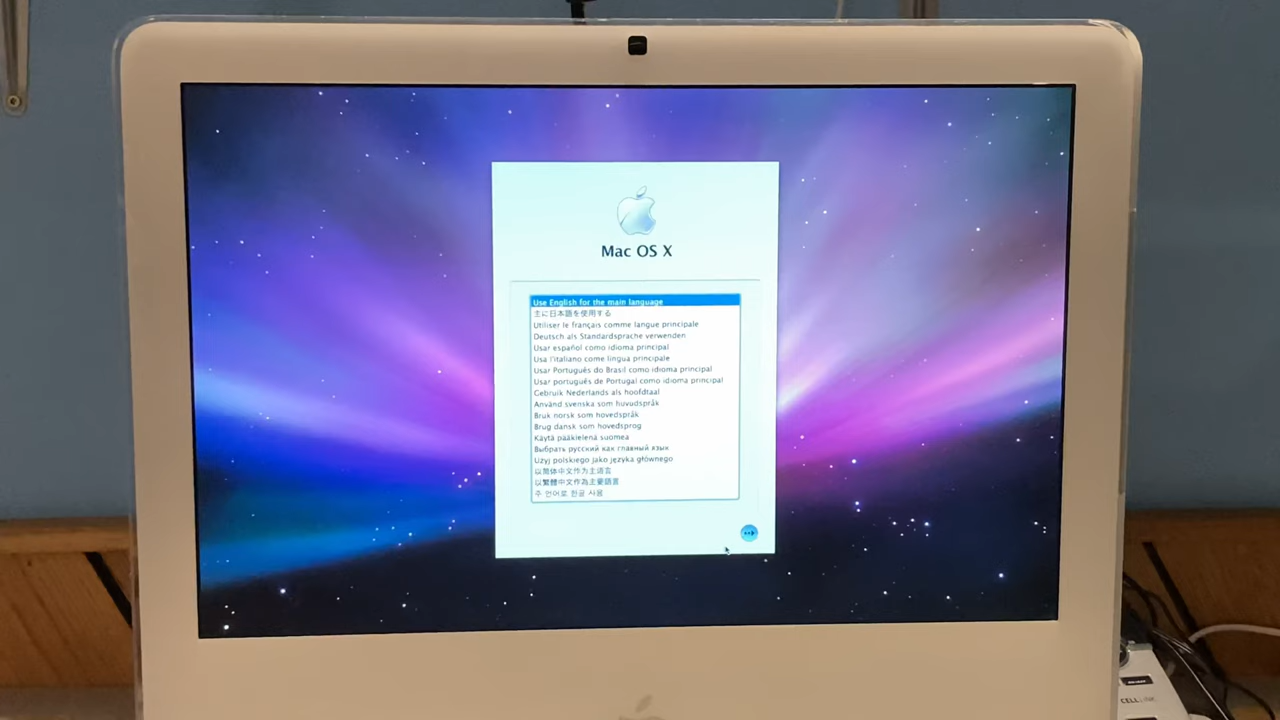 Mac OS X
Use English for the main language
主に日本語を使用する
Utiliser le français comme langue principale
Deutsch als Standardsprache verwenden
Usar español como idioma principal
Usa l'italiano come lingua principale
Usar Português do Brasil como idioma principal
Usar português de Portugal como idioma principal
Gebruik Nederlands als hoofdtaal
Använd svenska som huvudspråk
Bruk norsk som hovedspråk
Brug dansk som hovedsprog
Käytä pääkielenä suomea
Выбрать русский как главный язык
Użyj polskiego jako języka głównego
以简体中文作为主语言
以繁體中文作為主要語言
주 언어로 한글 사용
CELL